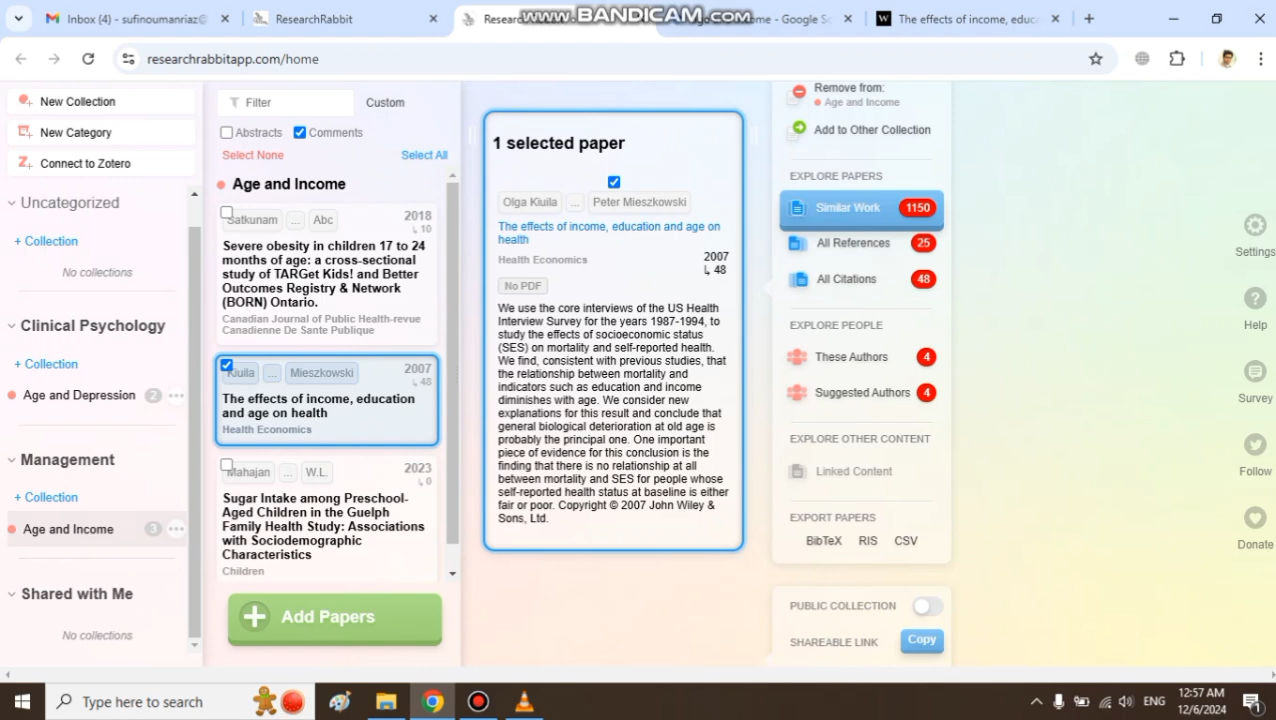 Inbox (4) - sufinoumanriaz@
ResearchRabbit
Resea
www.BANDICAM.com
ome - Google Sc
The effects of income, educ
researchrabbitapp.com/home
New Collection
New Category
Connect to Zotero
Uncategorized
+ Collection
No collections
Clinical Psychology
+ Collection
Age and Depression 2
Management
+ Collection
Age and Income 3
Shared with Me
No collections
Filter
Custom
Abstracts
Comments
Select None
Select All
Age and Income
Satkunam ... Abc 2018
10
Severe obesity in children 17 to 24
months of age: a cross-sectional
study of TARGet Kids! and Better
Outcomes Registry & Network
(BORN) Ontario.
Canadian Journal of Public Health-revue
Canadienne De Sante Publique
Kiuila ... Mieszkowski 2007
48
The effects of income, education
and age on health
Health Economics
Mahajan ... W.L. 2023
0
Sugar Intake among Preschool-
Aged Children in the Guelph
Family Health Study: Associations
with Sociodemographic
Characteristics
Children
Add Papers
1 selected paper
Olga Kiuila ... Peter Mieszkowski
The effects of income, education and age on
health
Health Economics 2007
48
No PDF
We use the core interviews of the US Health
Interview Survey for the years 1987-1994, to
study the effects of socioeconomic status
(SES) on mortality and self-reported health.
We find, consistent with previous studies, that
the relationship between mortality and
indicators such as education and income
diminishes with age. We consider new
explanations for this result and conclude that
general biological deterioration at old age is
probably the principal one. One important
piece of evidence for this conclusion is the
finding that there is no relationship at all
between mortality and SES for people whose
self-reported health status at baseline is either
fair or poor. Copyright © 2007 John Wiley &
Sons, Ltd.
Remove from:
Age and Income
Add to Other Collection
EXPLORE PAPERS
Similar Work 1150
All References 25
All Citations 48
EXPLORE PEOPLE
These Authors 4
Suggested Authors 4
EXPLORE OTHER CONTENT
Linked Content
EXPORT PAPERS
BibTeX RIS CSV
PUBLIC COLLECTION
SHAREABLE LINK Copy
Settings
Help
Survey
Follow
Donate
Type here to search
ENG
12:57 AM
12/6/2024
1